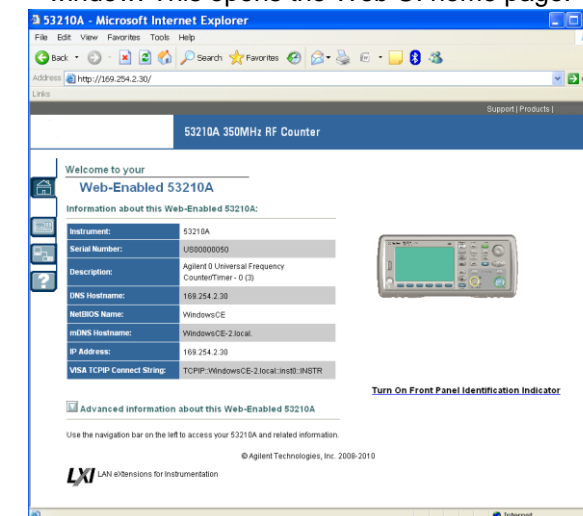 window. This opens the Web UI home page.
53210A - Microsoft Internet Explorer
File Edit View Favorites Tools Help
Back Search Favorites
Address http://169.254.2.30/
Links
Support | Products |
53210A 350MHz RF Counter
Welcome to your
Web-Enabled 53210A
Information about this Web-Enabled 53210A:
Instrument: 53210A
Serial Number: US00000050
Description: Agilent 0 Universal Frequency
Counter/Timer - 0 (3)
DNS Hostname: 169.254.2.30
NetBIOS Name: WindowsCE
mDNS Hostname: WindowsCE-2.local.
IP Address: 169.254.2.30
VISA TCPIP Connect String: TCPIP::WindowsCE-2.local::inst0::INSTR
Turn On Front Panel Identification Indicator
Advanced information about this Web-Enabled 53210A
Use the navigation bar on the left to access your 53210A and related information.
© Agilent Technologies, Inc. 2008-2010
LXI LAN eXtensions for Instrumentation
Internet